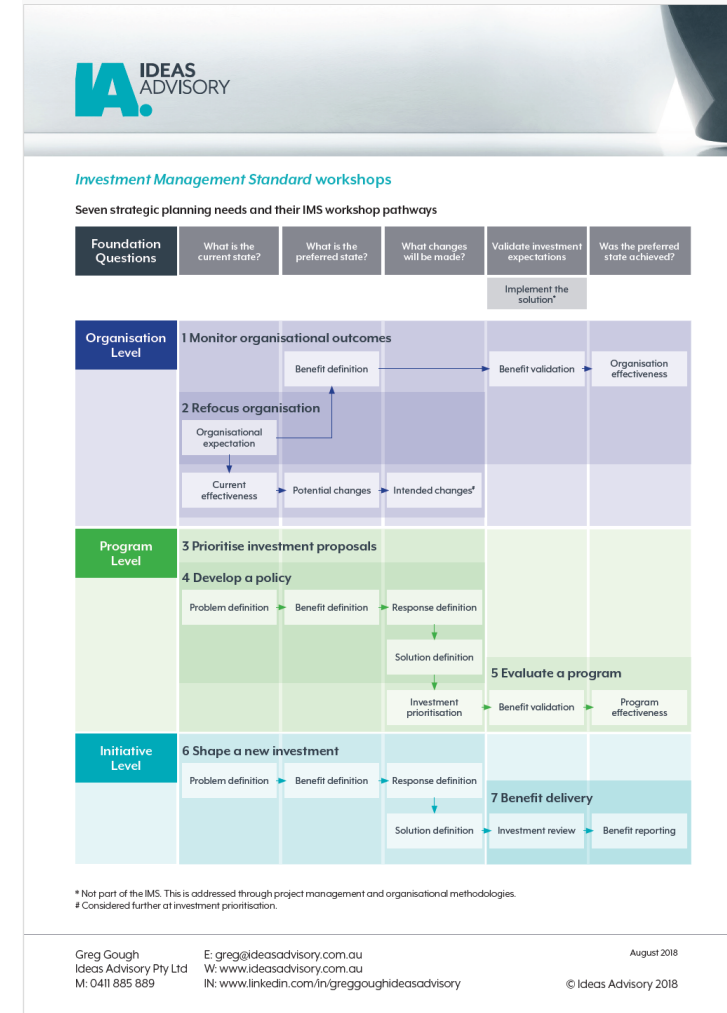 IA.
IDEAS
ADVISORY
Investment Management Standard workshops
Seven strategic planning needs and their IMS workshop pathways
Foundation
Questions
What is the
current state?
What is the
preferred state?
What changes
will be made?
Validate investment
expectations
Was the preferred
state achieved?
Implement the
solution*
Organisation
Level
1 Monitor organisational outcomes
Benefit definition
Benefit validation
Organisation
effectiveness
2 Refocus organisation
Organisational
expectation
Current
effectiveness
Potential changes
Intended changes#
Program
Level
3 Prioritise investment proposals
4 Develop a policy
Problem definition
Benefit definition
Response definition
Solution definition
5 Evaluate a program
Investment
prioritisation
Benefit validation
Program
effectiveness
Initiative
Level
6 Shape a new investment
Problem definition
Benefit definition
Response definition
7 Benefit delivery
Solution definition
Investment review
Benefit reporting
* Not part of the IMS. This is addressed through project management and organisational methodologies.
# Considered further at investment prioritisation.
Greg Gough
Ideas Advisory Pty Ltd
M: 0411 885 889
E: greg@ideasadvisory.com.au
W: www.ideasadvisory.com.au
IN: www.linkedin.com/in/greggoughideasadvisory
August 2018
© Ideas Advisory 2018